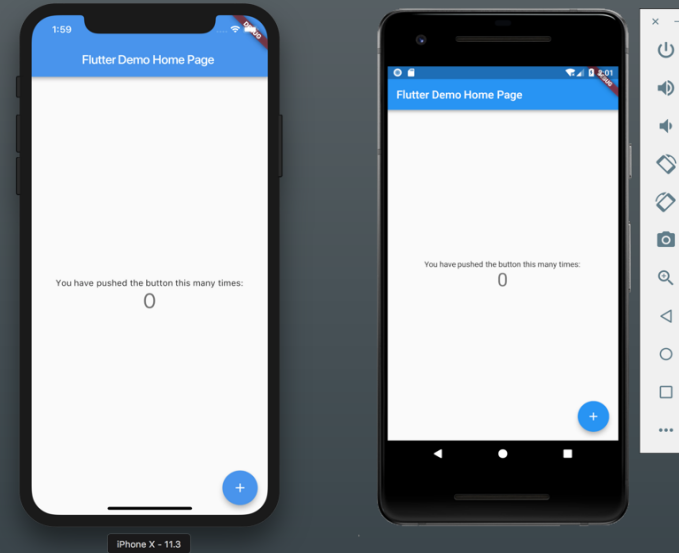 1:59
DEBUG
Flutter Demo Home Page
You have pushed the button this many times:
0
iPhone X - 11.3
2:01
DEBUG
Flutter Demo Home Page
You have pushed the button this many times:
0